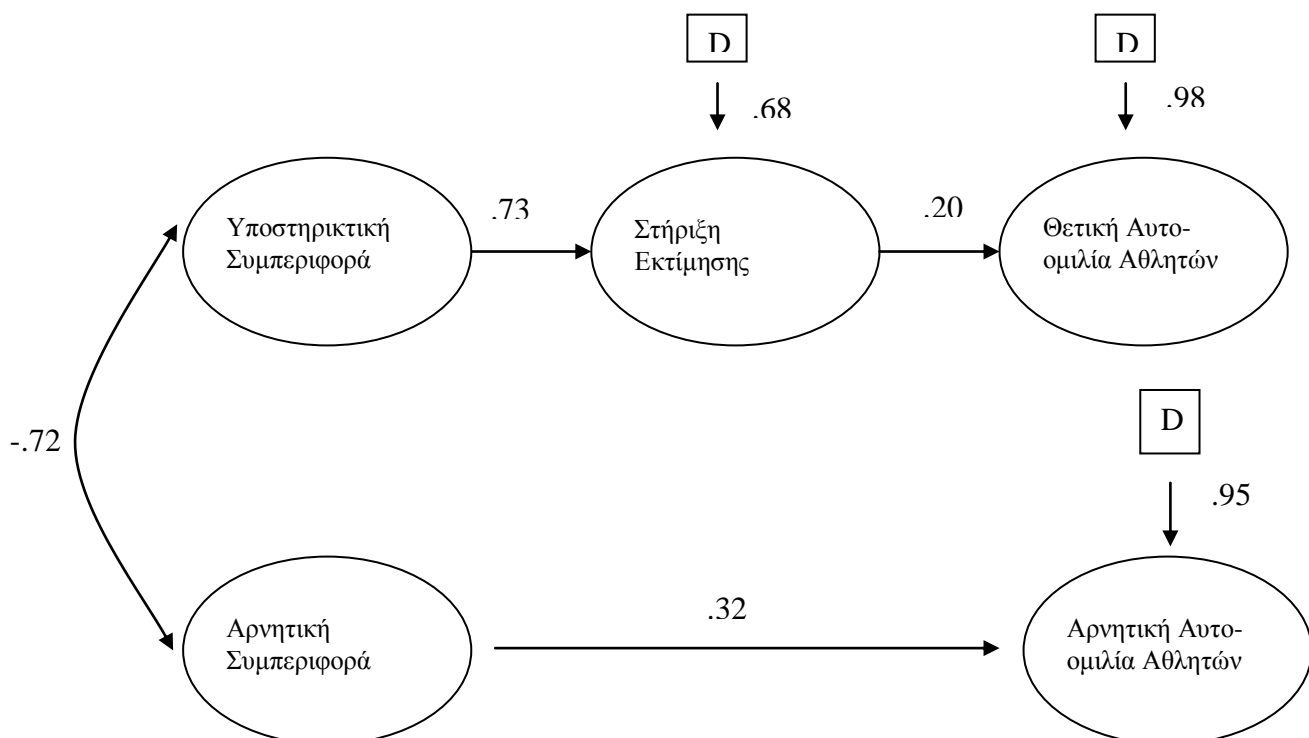 D
D
.68
.98
Υποστηρικτική
Συμπεριφορά
.73
Στήριξη
Εκτίμησης
.20
Θετική Αυτο-
ομιλία Αθλητών
-.72
D
.95
Αρνητική
Συμπεριφορά
.32
Αρνητική Αυτο-
ομιλία Αθλητών